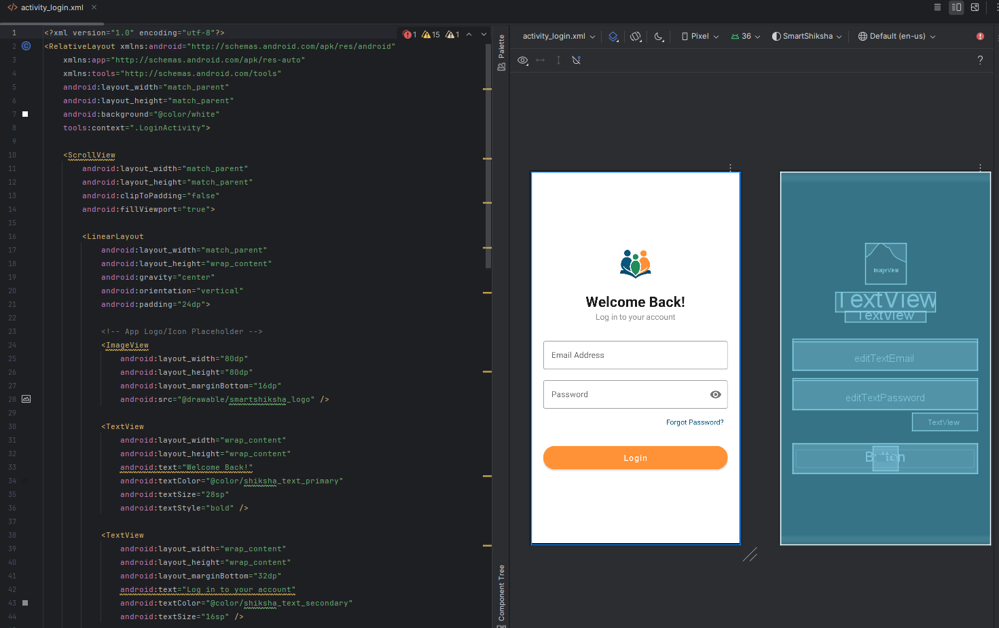 activity_login.xml
1 <?xml version="1.0" encoding="utf-8"?>
1 15 1
2 <RelativeLayout xmlns:android="http://schemas.android.com/apk/res/android"
3 xmlns:app="http://schemas.android.com/apk/res-auto"
4 xmlns:tools="http://schemas.android.com/tools"
5 android:layout_width="match_parent"
6 android:layout_height="match_parent"
7 android:background="@color/white"
8 tools:context=".LoginActivity">
9
10 <ScrollView
11 android:layout_width="match_parent"
12 android:layout_height="match_parent"
13 android:clipToPadding="false"
14 android:fillViewport="true">
15
16 <LinearLayout
17 android:layout_width="match_parent"
18 android:layout_height="wrap_content"
19 android:gravity="center"
20 android:orientation="vertical"
21 android:padding="24dp">
22
23 <!-- App Logo/Icon Placeholder -->
24 <ImageView
25 android:layout_width="80dp"
26 android:layout_height="80dp"
27 android:layout_marginBottom="16dp"
28 android:src="@drawable/smartshiksha_logo" />
29
30 <TextView
31 android:layout_width="wrap_content"
32 android:layout_height="wrap_content"
33 android:text="Welcome Back!"
34 android:textColor="@color/shiksha_text_primary"
35 android:textSize="28sp"
36 android:textStyle="bold" />
37
38 <TextView
39 android:layout_width="wrap_content"
40 android:layout_height="wrap_content"
41 android:layout_marginBottom="32dp"
42 android:text="Log in to your account"
43 android:textColor="@color/shiksha_text_secondary"
44 android:textSize="16sp" />
Palette
Component Tree
activity_login.xml
Pixel
36
SmartShiksha
Default (en-us)
?
Welcome Back!
Log in to your account
Email Address
Password
Forgot Password?
Login
ImageView
TextView
TextView
editTextEmail
editTextPassword
TextView
Button